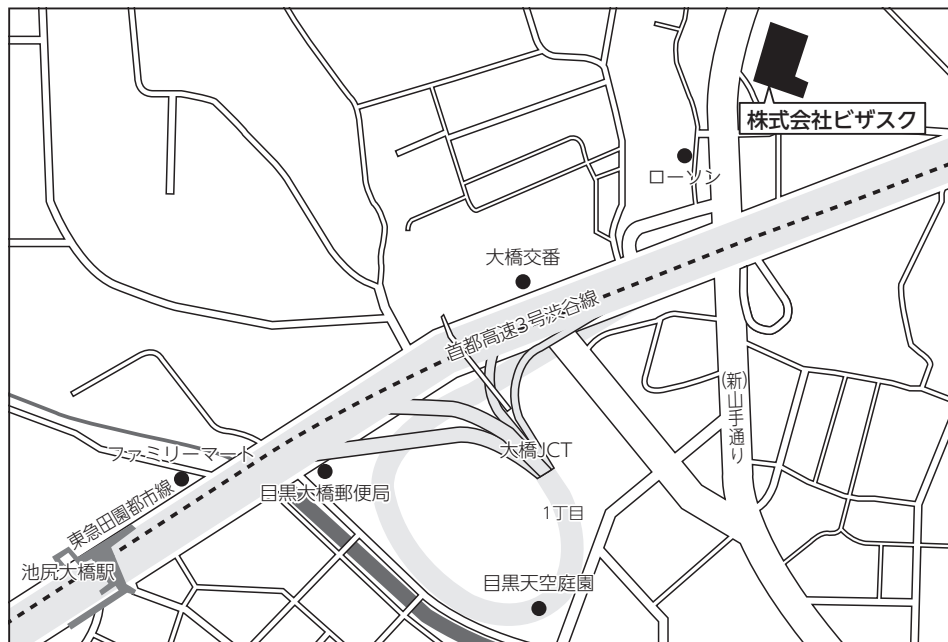 株式会社ビザスク
ローソン
大橋交番
首都高速3号渋谷線
(新)山手通り
ファミリーマート
大橋JCT
目黒大橋郵便局
1丁目
東急田園都市線
池尻大橋駅
目黒天空庭園